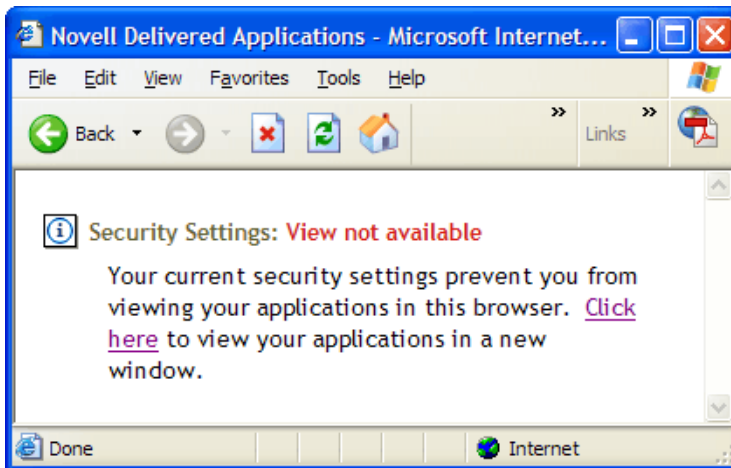 Novell Delivered Applications - Microsoft Internet...
File Edit View Favorites Tools Help
Back » Links »
Security Settings: View not available
Your current security settings prevent you from
viewing your applications in this browser. Click
here to view your applications in a new
window.
Done Internet